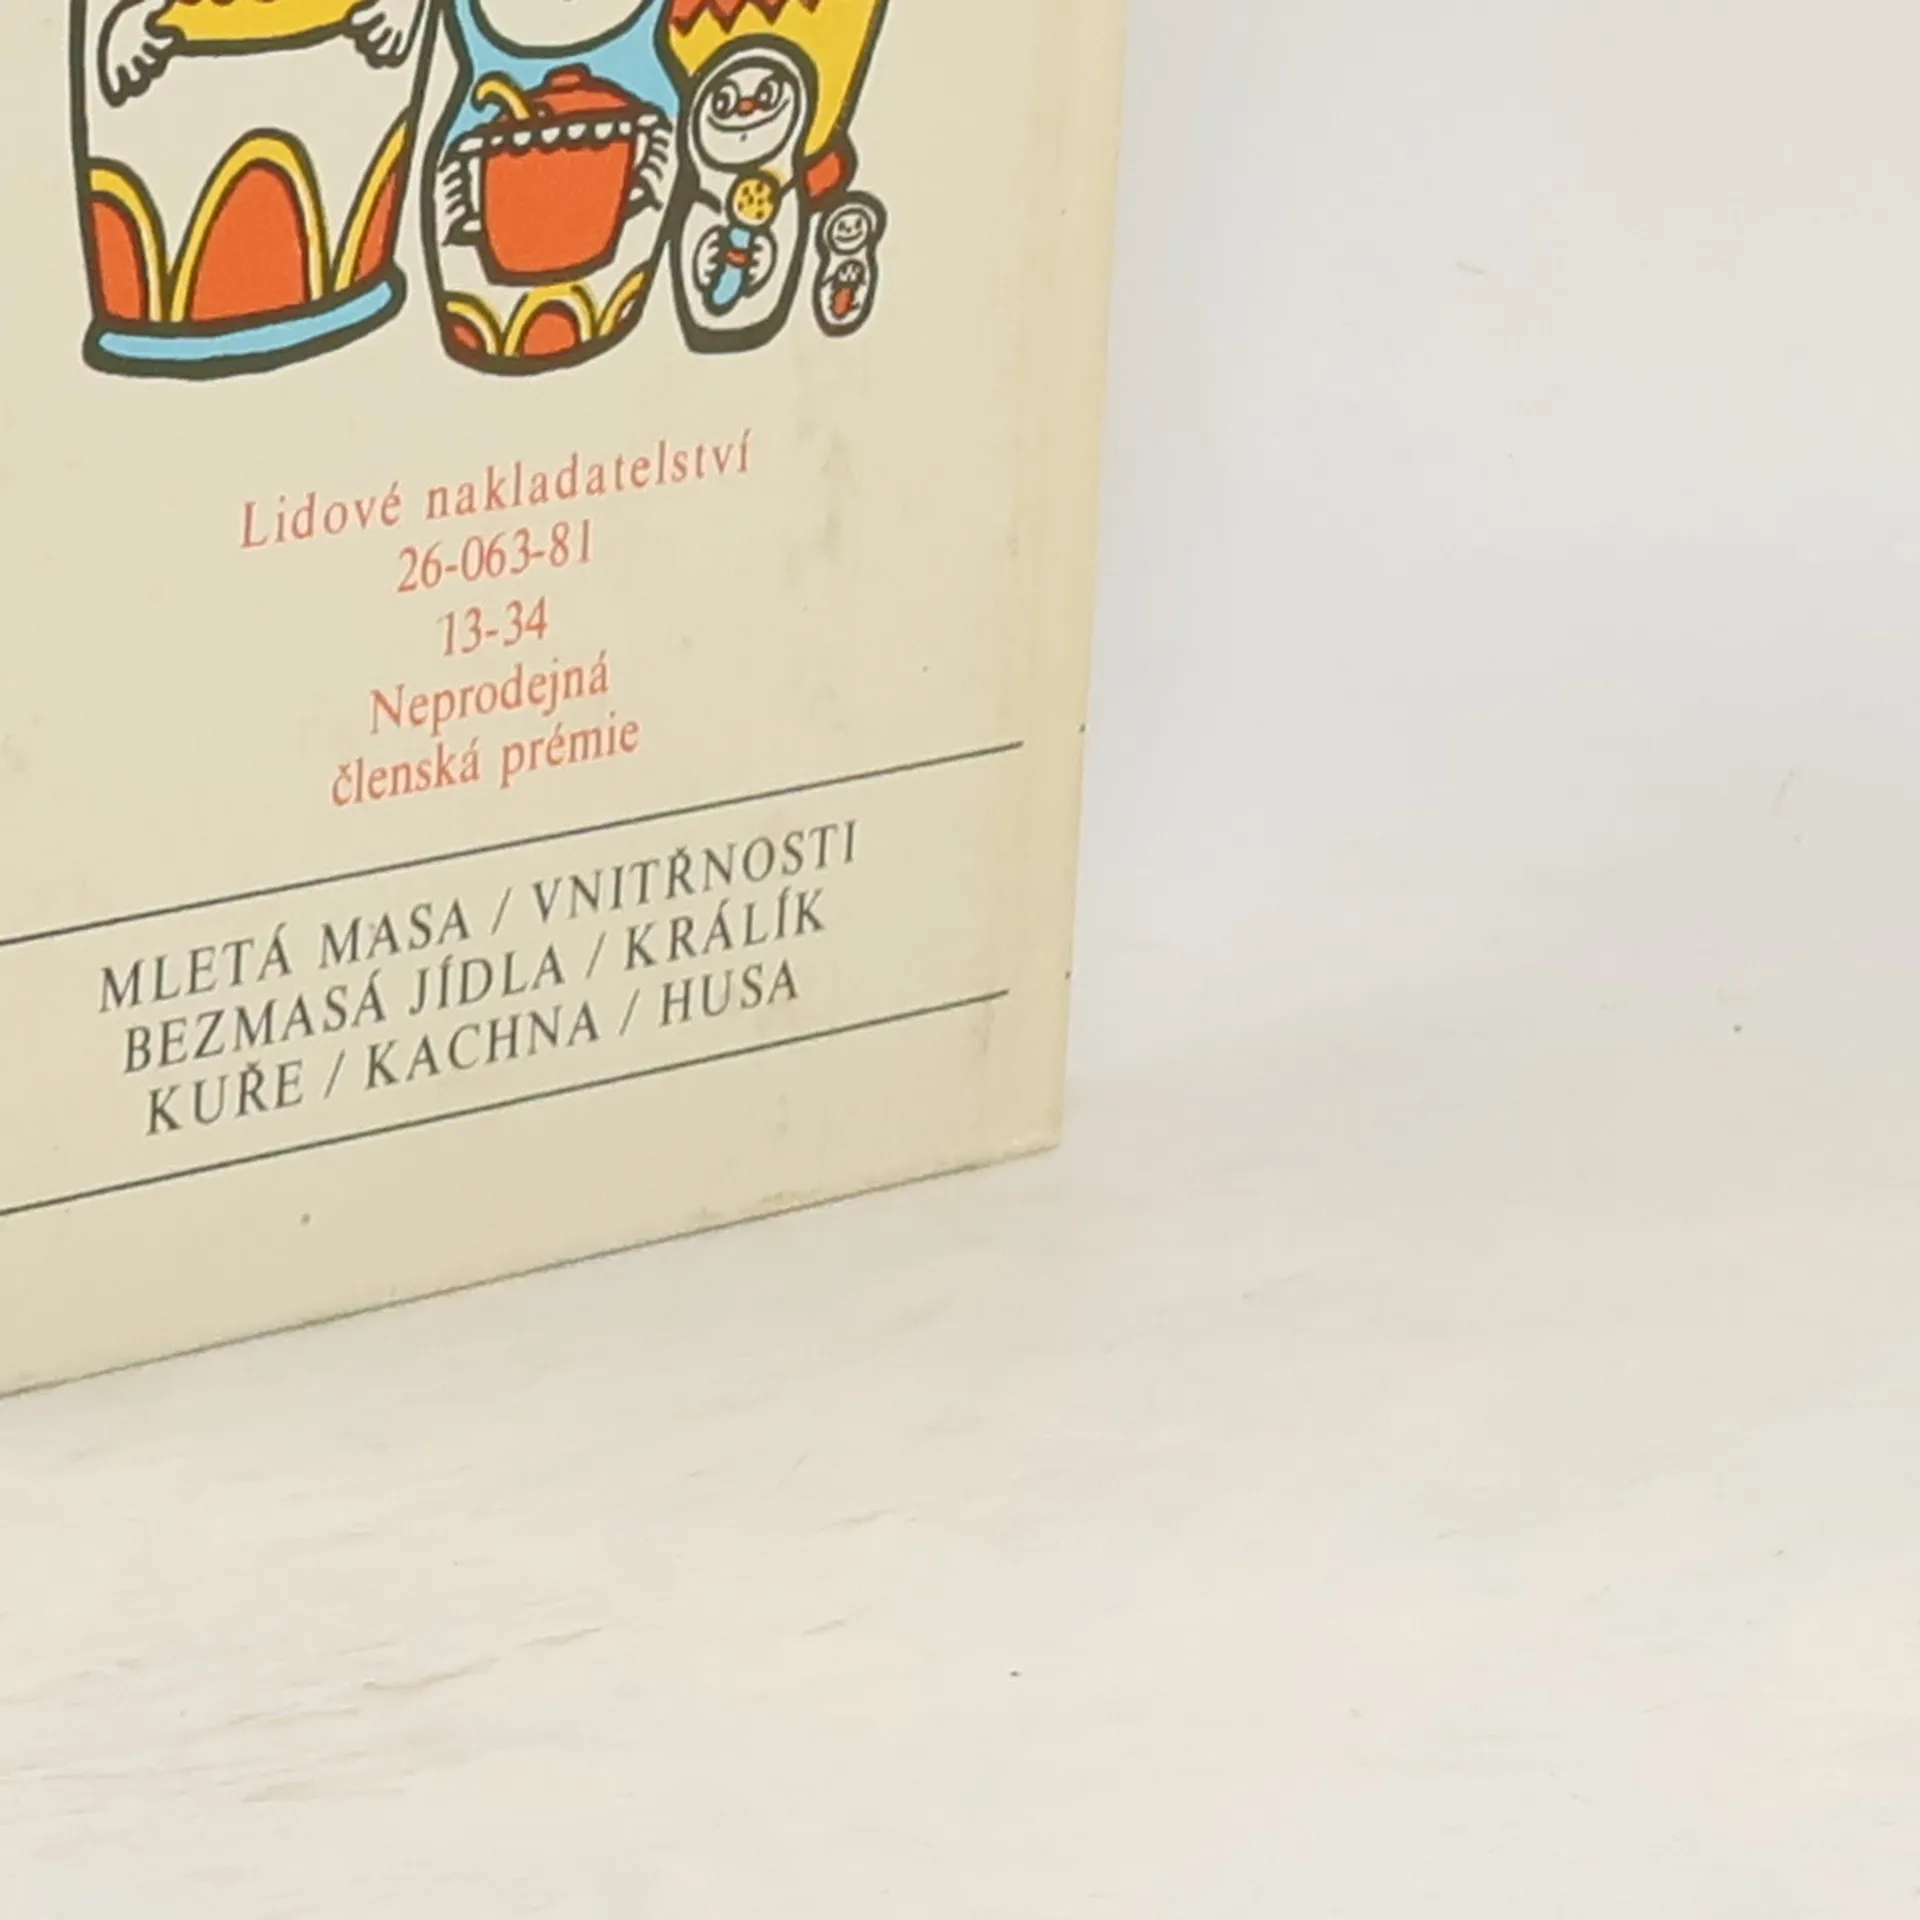 Lidové nakladatelství
26-063-81
13-34
Neprodejná
členská prémie
MLETÁ MASA / VNITŘNOSTI
BEZMASÁ JÍDLA / KRÁLÍK
KUŘE / KACHNA / HUSA